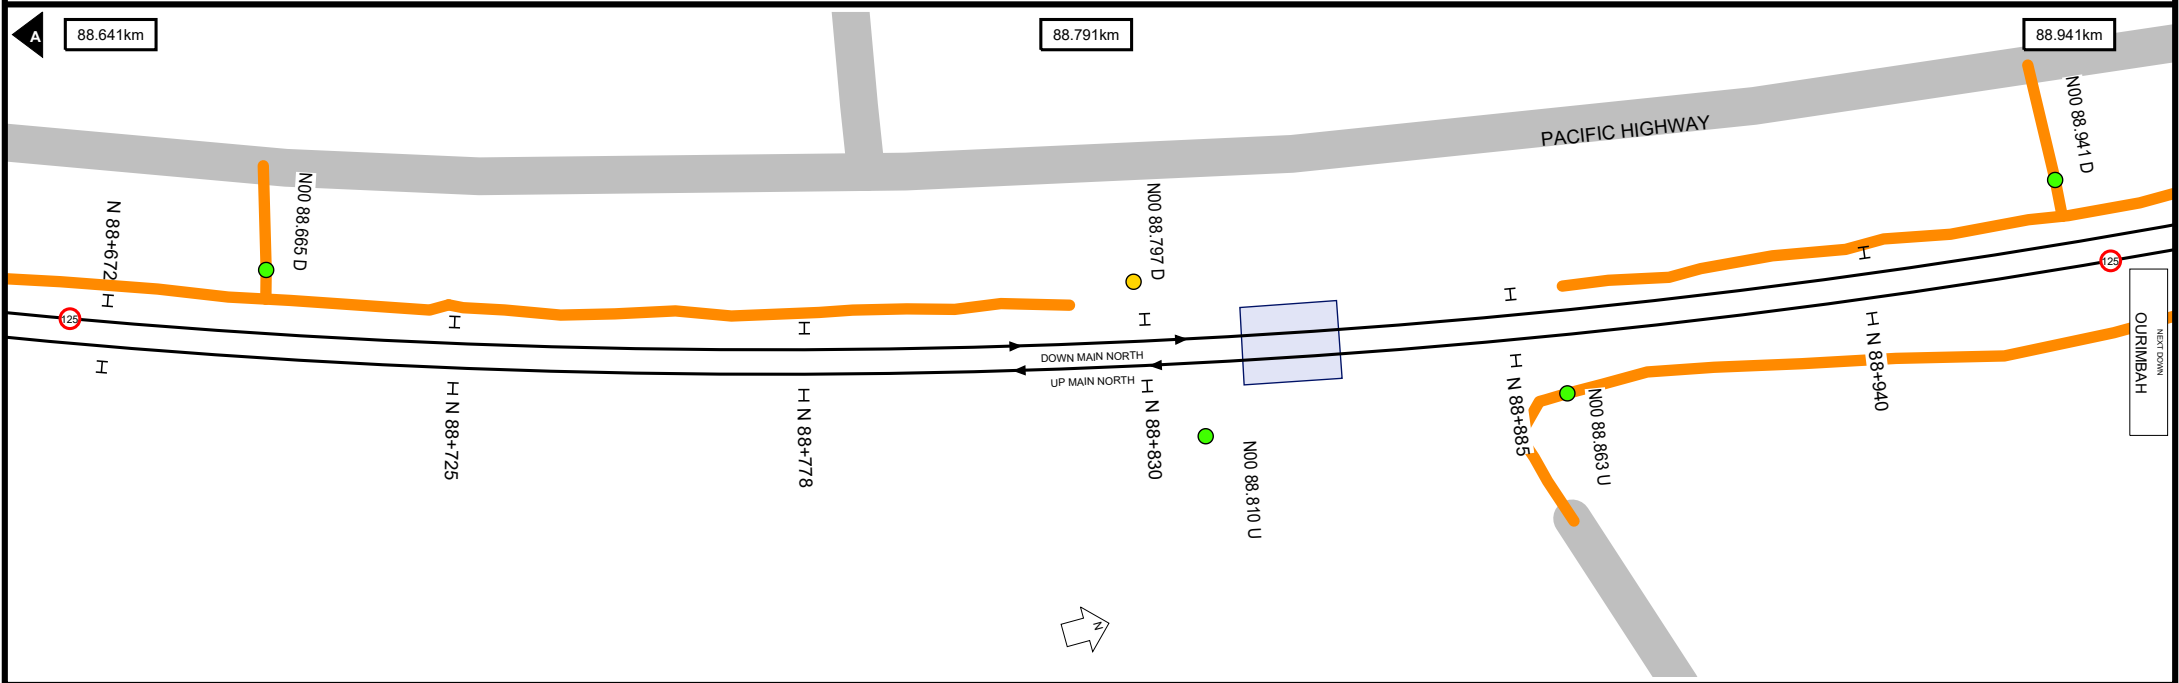 A
88.641km
88.791km
88.941km
PACIFIC HIGHWAY
N00 88.941 D
N00 88.665 D
N 88+672
H
N00 88.797 D
H
H
H
H
H
125
125
DOWN MAIN NORTH
UP MAIN NORTH
H
H N 88+725
H N 88+778
H N 88+830
H N 88+885
H N 88+940
N00 88.863 U
N00 88.810 U
NEXT DOWN
OURIMBAH
N